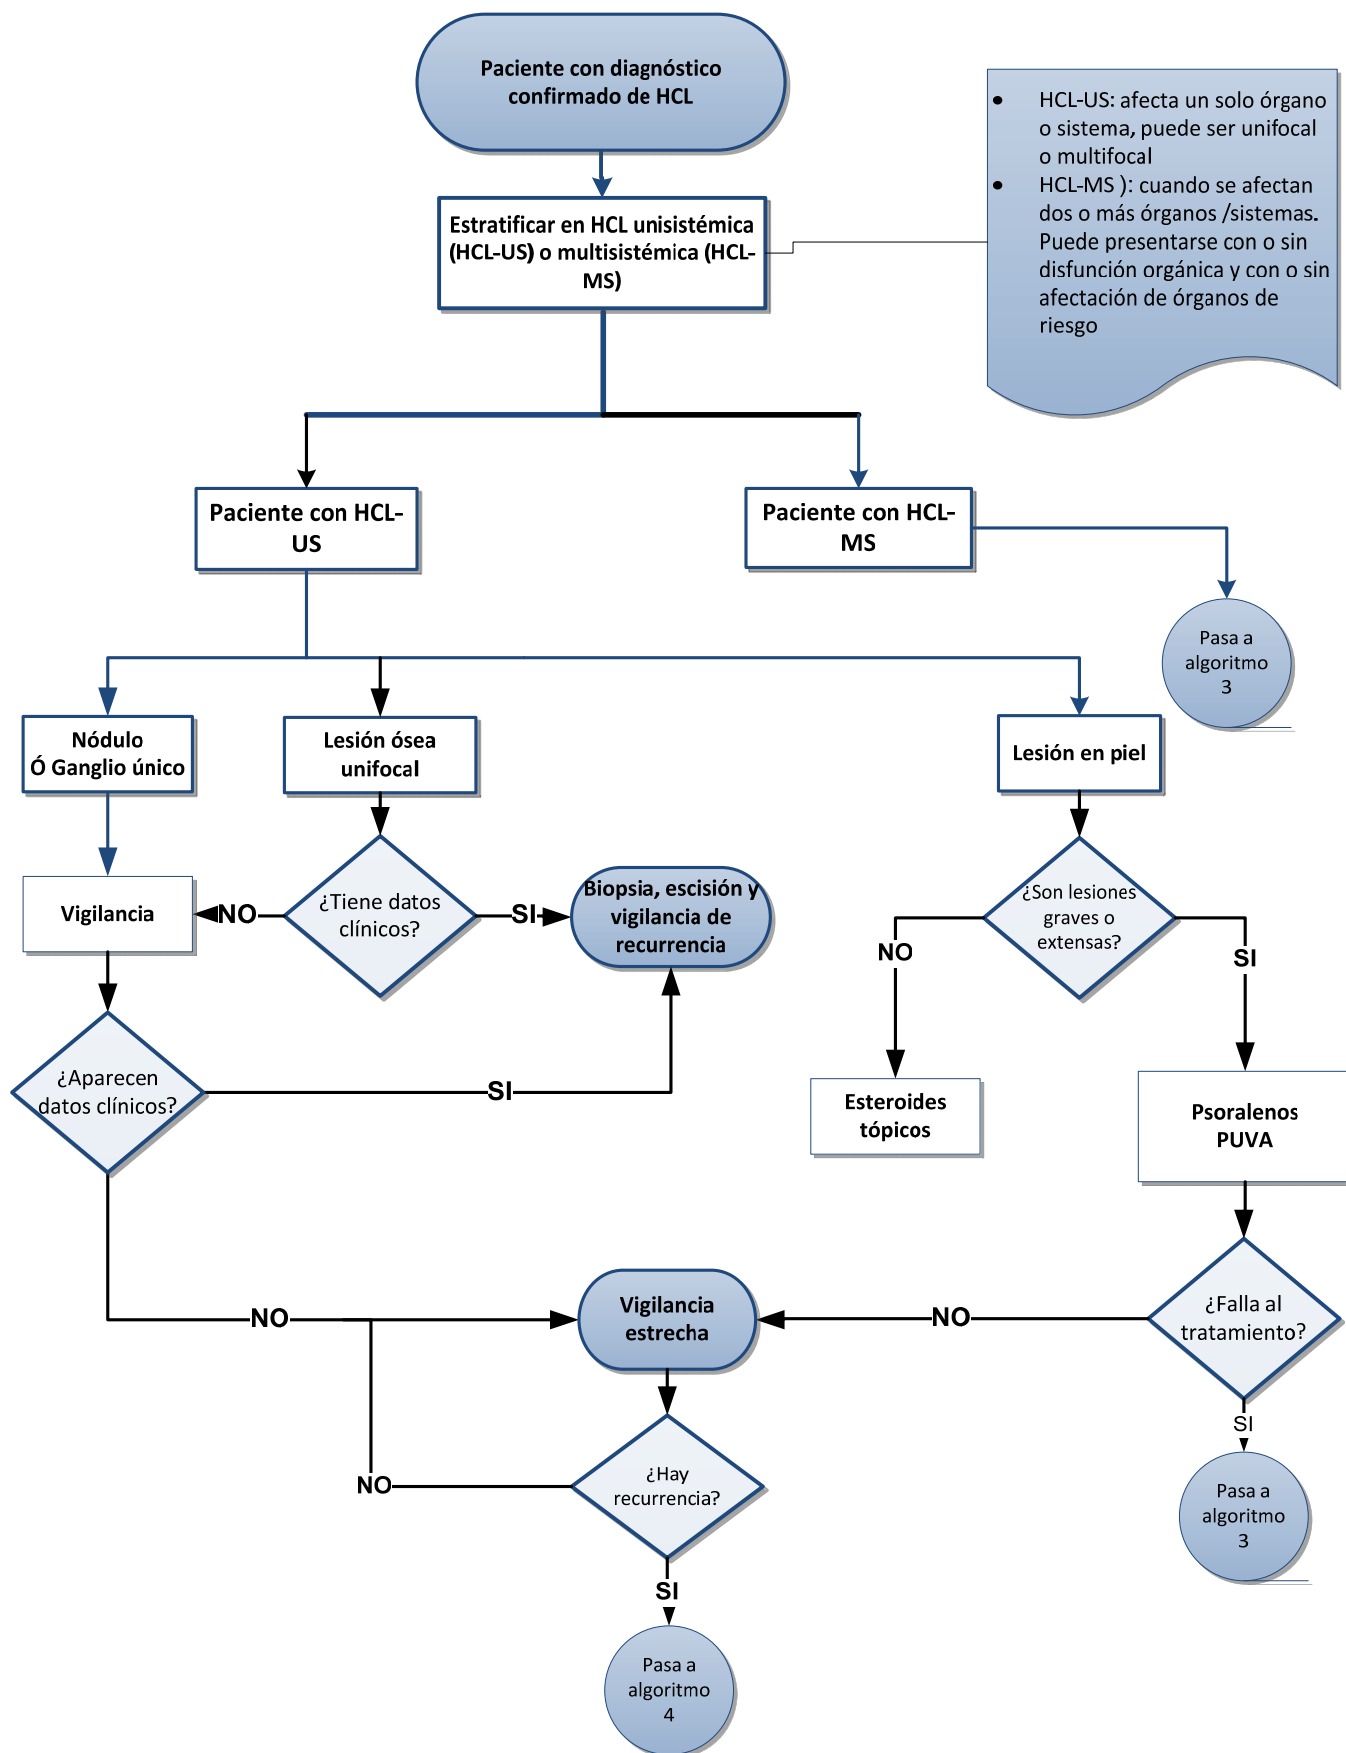 Paciente con diagnóstico
confirmado de HCL
• HCL-US: afecta un solo órgano
o sistema, puede ser unifocal
o multifocal
• HCL-MS ): cuando se afectan
dos o más órganos /sistemas.
Puede presentarse con o sin
disfunción orgánica y con o sin
afectación de órganos de
riesgo
Estratificar en HCL unisistémica
(HCL-US) o multisistémica (HCL-
MS)
Paciente con HCL-
US
Paciente con HCL-
MS
Pasa a
algoritmo
3
Nódulo
Ó Ganglio único
Lesión ósea
unifocal
Lesión en piel
Vigilancia
NO
¿Tiene datos
clínicos?
SI
Biopsia, escisión y
vigilancia de
recurrencia
¿Son lesiones
graves o
extensas?
NO
SI
¿Aparecen
datos clínicos?
SI
Esteroides
tópicos
Psoralenos
PUVA
NO
Vigilancia
estrecha
NO
¿Falla al
tratamiento?
SI
NO
¿Hay
recurrencia?
Pasa a
algoritmo
3
SI
Pasa a
algoritmo
4